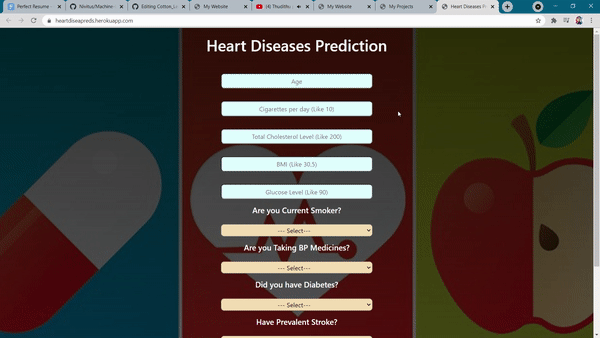 Perfect Resume
Nivitus/Machine
Editing Cotton_L
My Website
(4) Thuzhthu
My Website
My Projects
Heart Diseases P
heartdiseapreds.herokuapp.com
Heart Diseases Prediction
Age
Cigarettes per day (Like 10)
Total Cholesterol Level (Like 200)
BMI (Like 30.5)
Glucose Level (Like 90)
Are you Current Smoker?
--- Select---
Are you Taking BP Medicines?
--- Select---
Did you have Diabetes?
--- Select---
Have Prevalent Stroke?